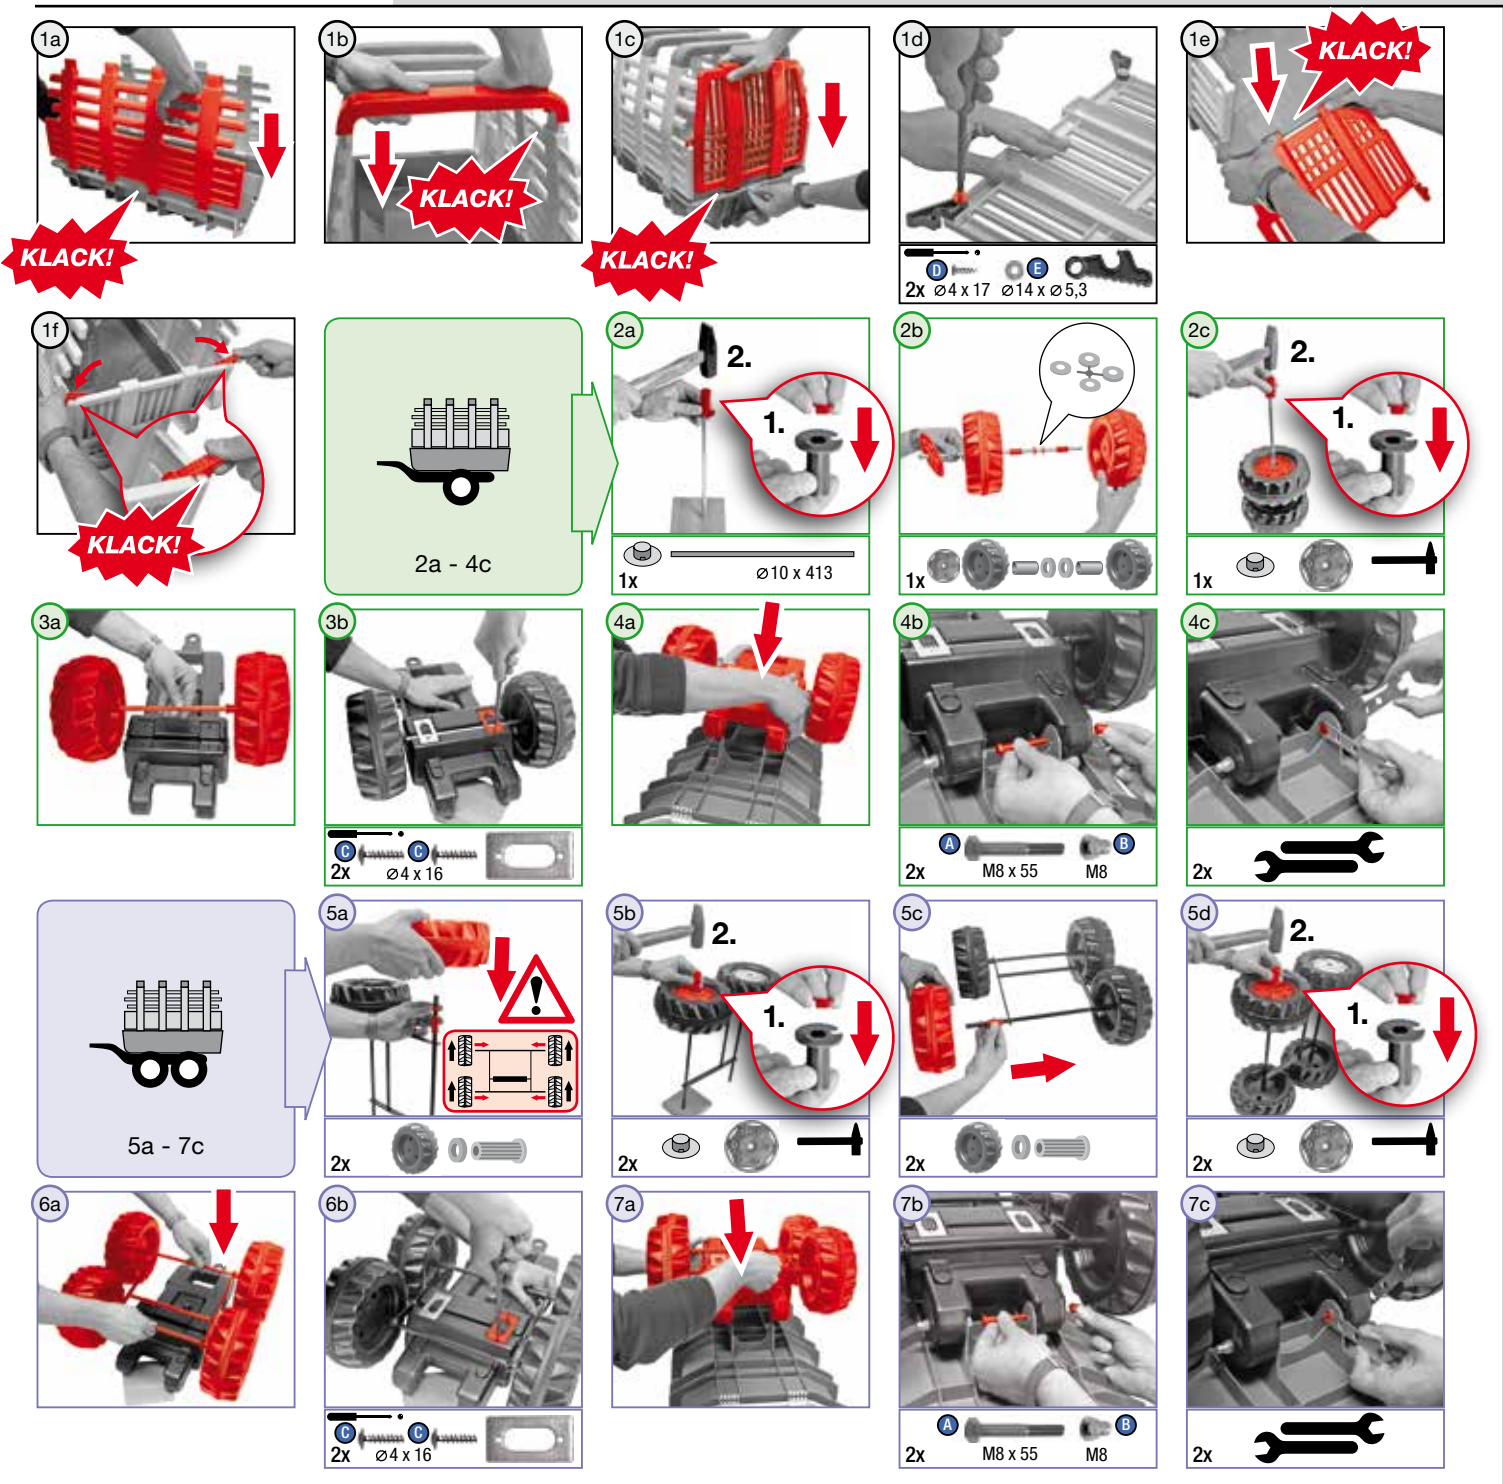 1a
KLACK!
1b
KLACK!
1c
KLACK!
1d
D E
2x ⌀4 x 17 ⌀14 x ⌀5,3
1e
KLACK!
1f
KLACK!
2a - 4c
2a
2.
1.
1x ⌀10 x 413
2b
1x
2c
2.
1.
1x
3a
3b
C C
2x ⌀4 x 16
4a
4b
A B
2x M8 x 55 M8
4c
2x
5a - 7c
5a
!
2x
5b
2.
1.
2x
5c
2x
5d
2.
1.
2x
6a
6b
C C
2x ⌀4 x 16
7a
7b
A B
2x M8 x 55 M8
7c
2x